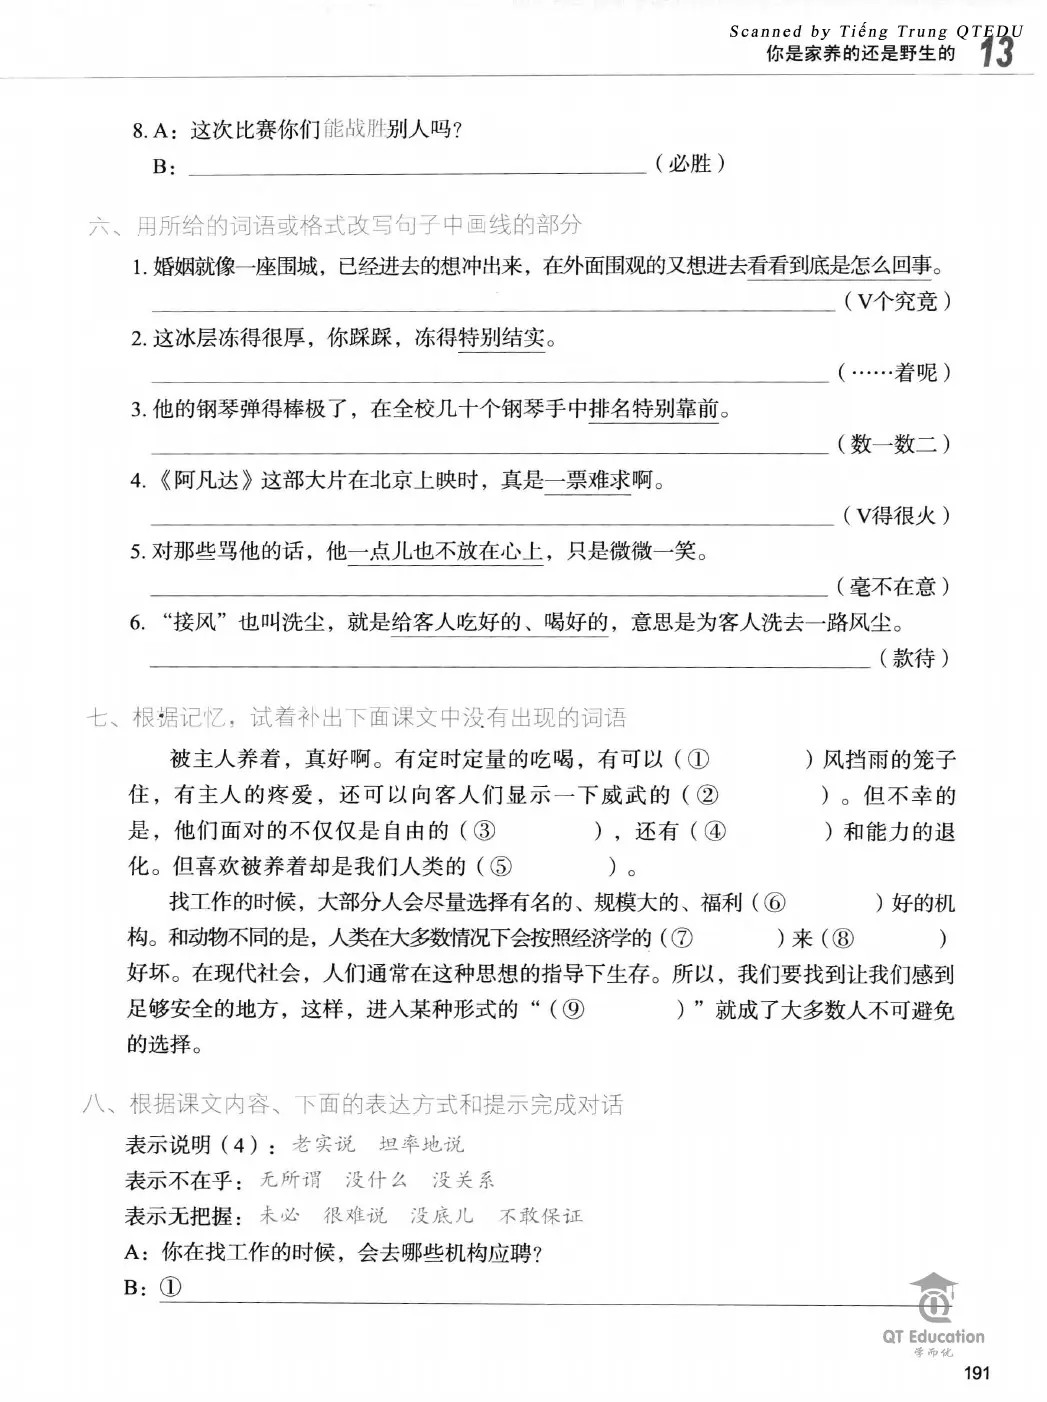 Scanned by Tiếng Trung QTEDU
你是家养的还是野生的 13
8. A：这次比赛你们能战胜别人吗？
B：（必胜）
六、用所给的词语或格式改写句子中画线的部分
1. 婚姻就像一座围城，已经进去的想冲出来，在外面围观的又想进去看看到底是怎么回事。
（V个究竟）
2. 这冰层冻得很厚，你踩踩，冻得特别结实。
（……着呢）
3. 他的钢琴弹得棒极了，在全校几十个钢琴手中排名特别靠前。
（数一数二）
4.《阿凡达》这部大片在北京上映时，真是一票难求啊。
（V得很火）
5. 对那些骂他的话，他一点儿也不放在心上，只是微微一笑。
（毫不在意）
6. “接风”也叫洗尘，就是给客人吃好的、喝好的，意思是为客人洗去一路风尘。
（款待）
七、根据记忆，试着补出下面课文中没有出现的词语
被主人养着，真好啊。有定时定量的吃喝，有可以（① ）风挡雨的笼子
住，有主人的疼爱，还可以向客人们显示一下威武的（② ）。但不幸的
是，他们面对的不仅仅是自由的（③ ），还有（④ ）和能力的退
化。但喜欢被养着却是我们人类的（⑤ ）。
找工作的时候，大部分人会尽量选择有名的、规模大的、福利（⑥ ）好的机
构。和动物不同的是，人类在大多数情况下会按照经济学的（⑦ ）来（⑧ ）
好坏。在现代社会，人们通常在这种思想的指导下生存。所以，我们要找到让我们感到
足够安全的地方，这样，进入某种形式的“（⑨ ）”就成了大多数人不可避免
的选择。
八、根据课文内容、下面的表达方式和提示完成对话
表示说明（4）：老实说 坦率地说
表示不在乎：无所谓 没什么 没关系
表示无把握：未必 很难说 没底儿 不敢保证
A：你在找工作的时候，会去哪些机构应聘？
B：①
QT Education
学而优
191